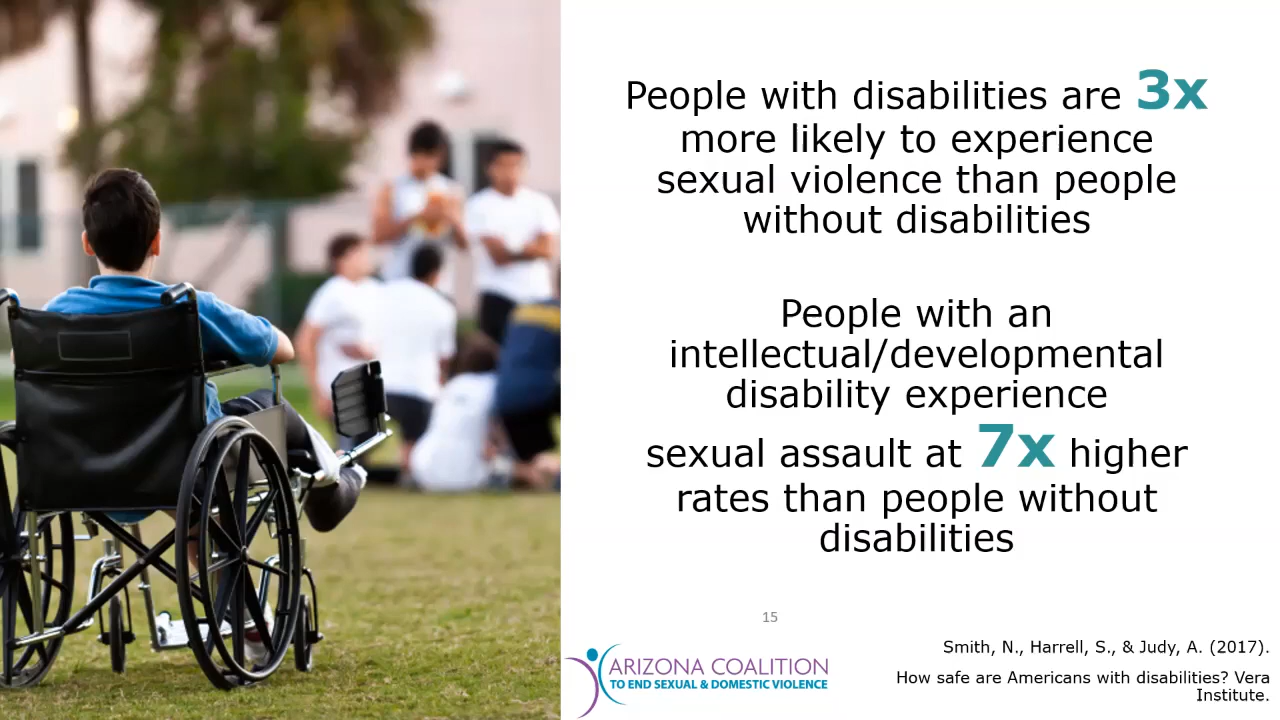 People with disabilities are 3x
more likely to experience
sexual violence than people
without disabilities
People with an
intellectual/developmental
disability experience
sexual assault at 7x higher
rates than people without
disabilities
15
ARIZONA COALITION
TO END SEXUAL & DOMESTIC VIOLENCE
Smith, N., Harrell, S., & Judy, A. (2017).
How safe are Americans with disabilities? Vera
Institute.